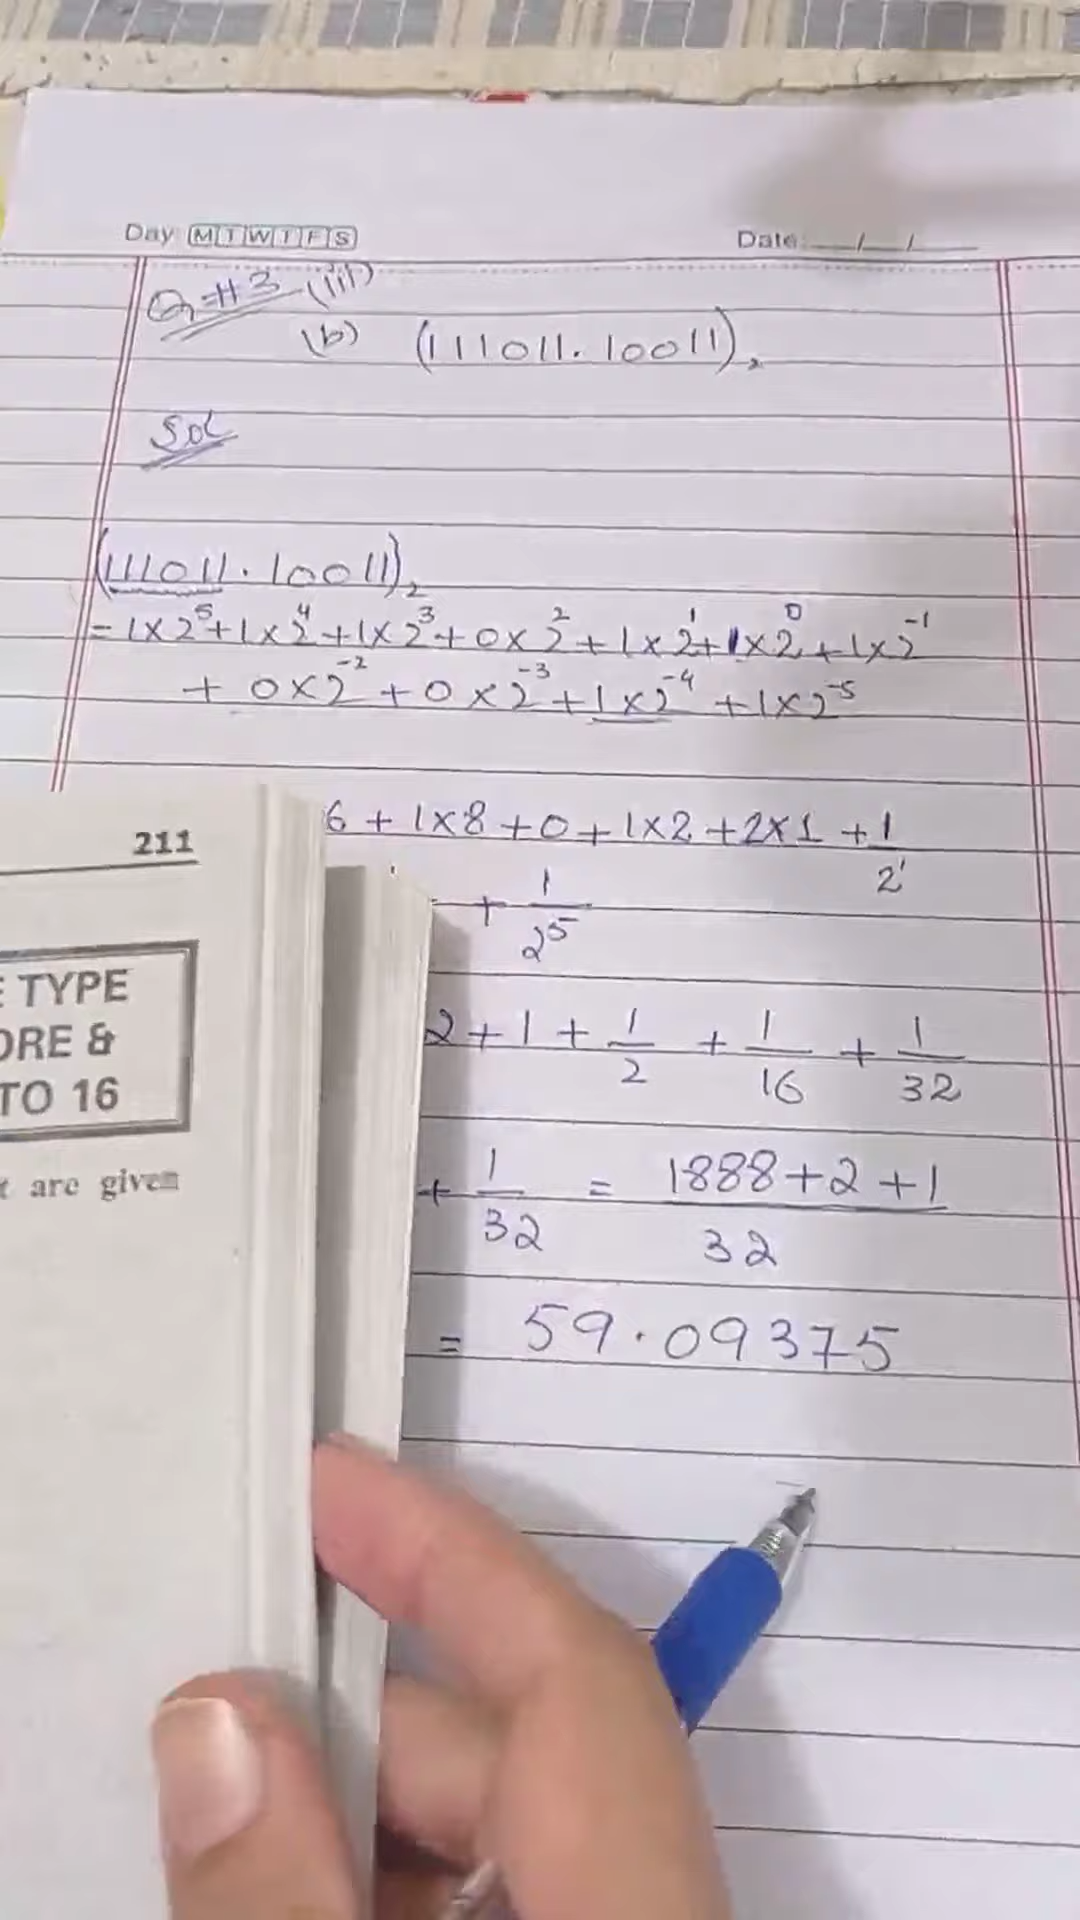 Day M T W T F S
Date: __/__/__
Q#3 (iii)
(b) (111011.10011)₂
Sol
(111011.10011)₂
=1×2⁵+1×2⁴+1×2³+0×2²+1×2¹+1×2⁰+1×2⁻¹
+0×2⁻²+0×2⁻³+1×2⁻⁴+1×2⁻⁵
6+1×8+0+1×2+2×1+1/2¹
+1/2⁵
2+1+1/2+1/16+1/32
+1/32 = 1888+2+1/32
= 59.09375
211
TYPE
ORE &
TO 16
are given